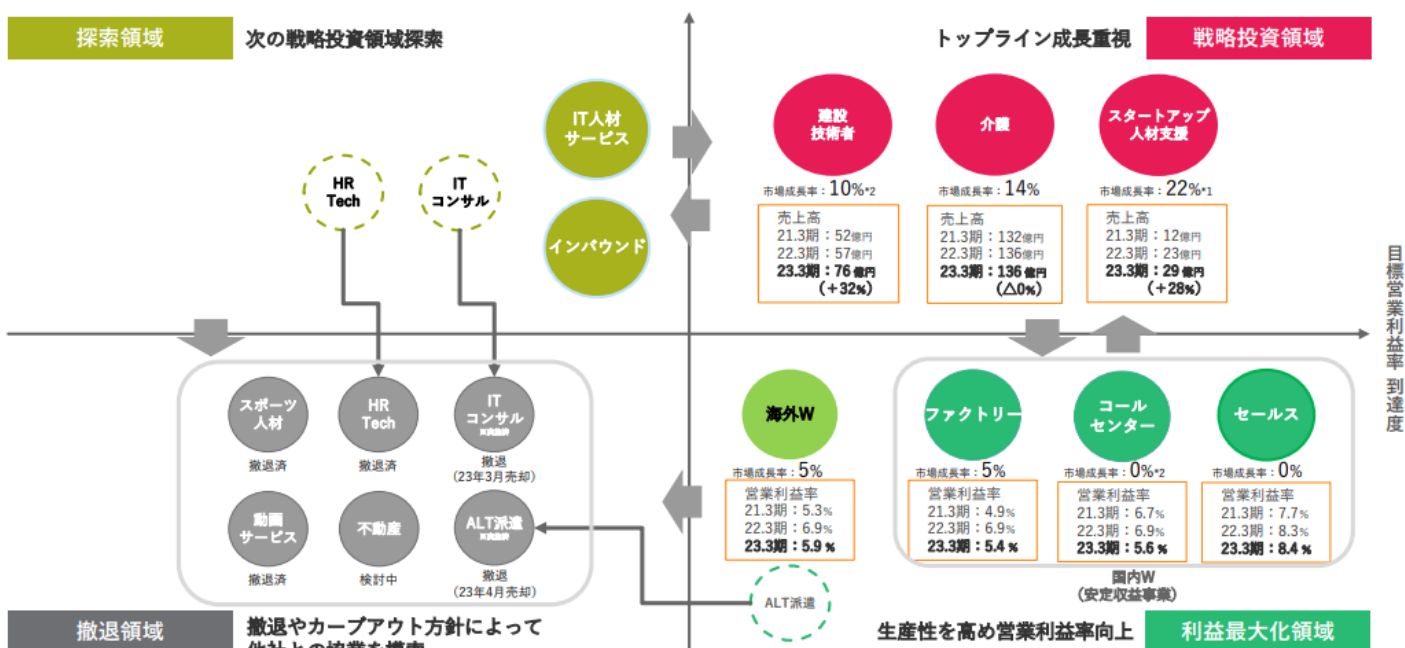 探索領域
次の戦略投資領域探索
トップライン成長重視
戦略投資領域
IT人材
サービス
インバウンド
HR
Tech
IT
コンサル
建設
技術者
市場成長率：10%*2
売上高
21.3期：52億円
22.3期：57億円
23.3期：76億円
(+32%)
介護
市場成長率：14%
売上高
21.3期：132億円
22.3期：136億円
23.3期：136億円
(△0%)
スタートアップ
人材支援
市場成長率：22%*1
売上高
21.3期：12億円
22.3期：23億円
23.3期：29億円
(+28%)
目標営業利益率 到達度
スポーツ
人材
撤退済
HR
Tech
撤退済
IT
コンサル
撤退
(23年3月売却)
動画
サービス
撤退済
不動産
検討中
ALT派遣
撤退
(23年4月売却)
海外W
市場成長率：5%
営業利益率
21.3期：5.3%
22.3期：6.9%
23.3期：5.9%
ALT派遣
ファクトリー
市場成長率：5%
営業利益率
21.3期：4.9%
22.3期：6.9%
23.3期：5.4%
コール
センター
市場成長率：0%*2
営業利益率
21.3期：6.7%
22.3期：6.9%
23.3期：5.6%
セールス
市場成長率：0%
営業利益率
21.3期：7.7%
22.3期：8.3%
23.3期：8.4%
国内W
(安定収益事業)
撤退領域
撤退やカーブアウト方針によって
他社との協業を模索
生産性を高め営業利益率向上
利益最大化領域